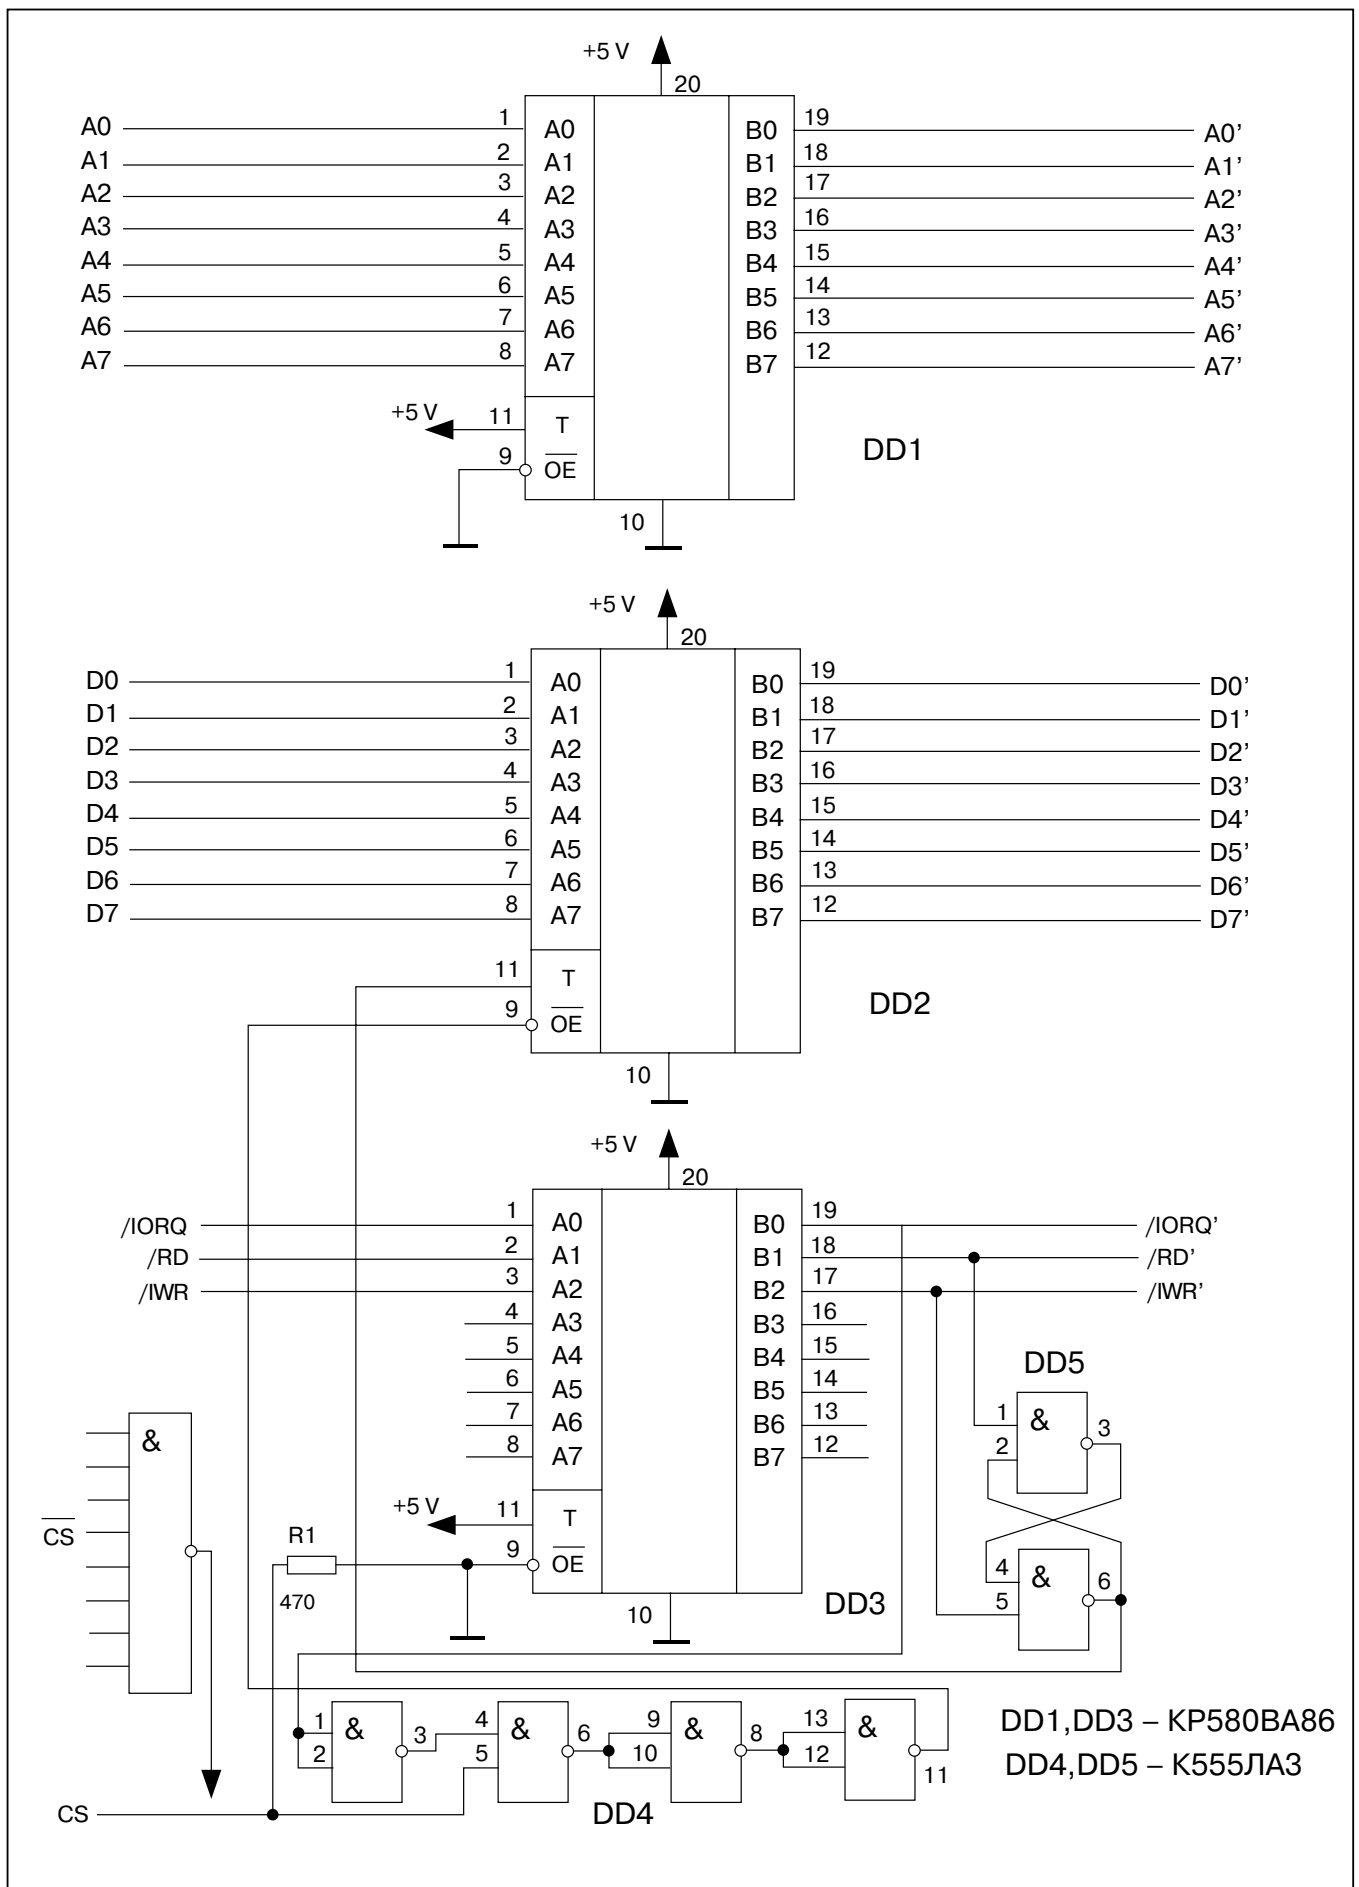 +5 V
20
A0 1 A0 B0 19 A0’
A1 2 A1 B1 18 A1’
A2 3 A2 B2 17 A2’
A3 4 A3 B3 16 A3’
A4 5 A4 B4 15 A4’
A5 6 A5 B5 14 A5’
A6 7 A6 B6 13 A6’
A7 8 A7 B7 12 A7’
+5 V 11 T
DD1
9 OE
10
+5 V
20
D0 1 A0 B0 19 D0’
D1 2 A1 B1 18 D1’
D2 3 A2 B2 17 D2’
D3 4 A3 B3 16 D3’
D4 5 A4 B4 15 D4’
D5 6 A5 B5 14 D5’
D6 7 A6 B6 13 D6’
D7 8 A7 B7 12 D7’
11 T
DD2
9 OE
10
+5 V
20
/IORQ 1 A0 B0 19 /IORQ’
/RD 2 A1 B1 18 /RD’
/IWR 3 A2 B2 17 /IWR’
4 A3 B3 16
5 A4 B4 15
6 A5 B5 14
7 A6 B6 13
8 A7 B7 12
DD5
1 & 3
2
&
+5 V 11 T
CS
R1
470
9 OE
4 & 6
5
10
DD3
1 & 3
2
4 & 6
5
9 & 8
10
13 & 11
12
DD1,DD3 – КР580ВА86
DD4,DD5 – К555ЛА3
CS
DD4